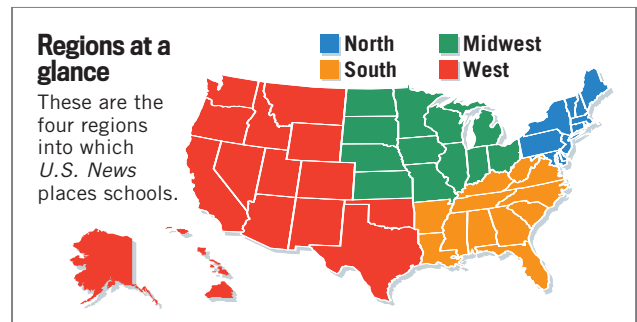 Regions at a
glance
These are the
four regions
into which
U.S. News
places schools.
North
South
Midwest
West